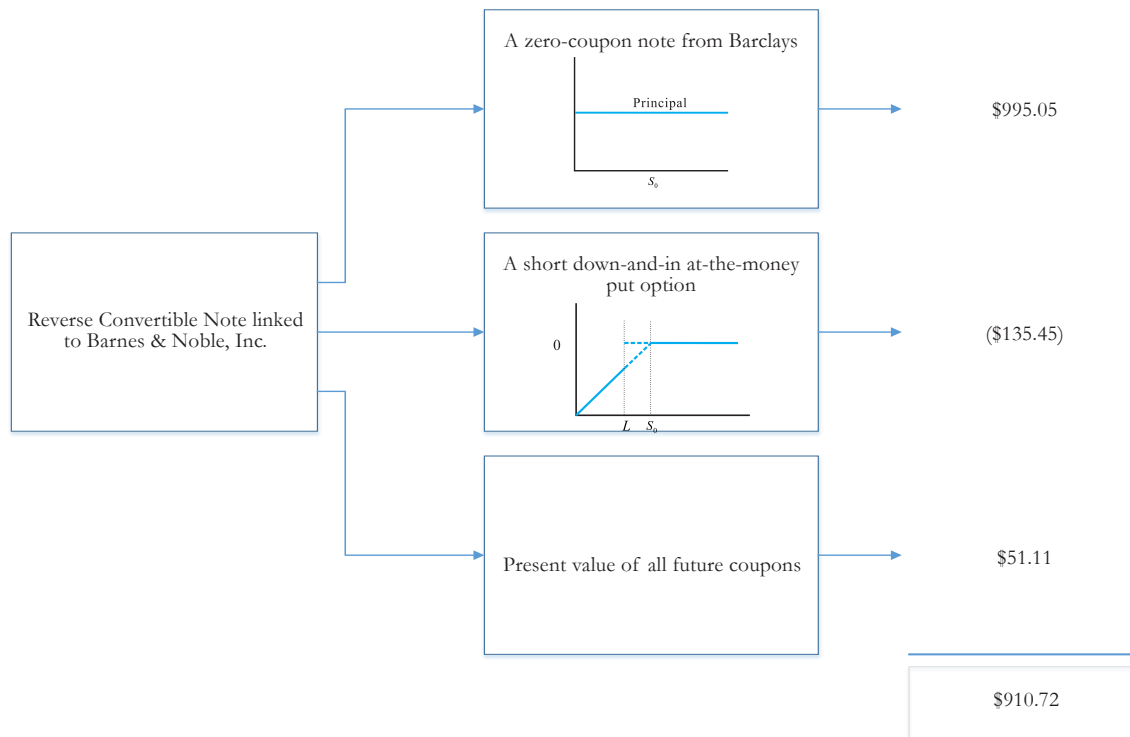 A zero-coupon note from Barclays
Principal
S₀
$995.05
Reverse Convertible Note linked
to Barnes & Noble, Inc.
A short down-and-in at-the-money
put option
0
L S₀
($135.45)
Present value of all future coupons
$51.11
$910.72